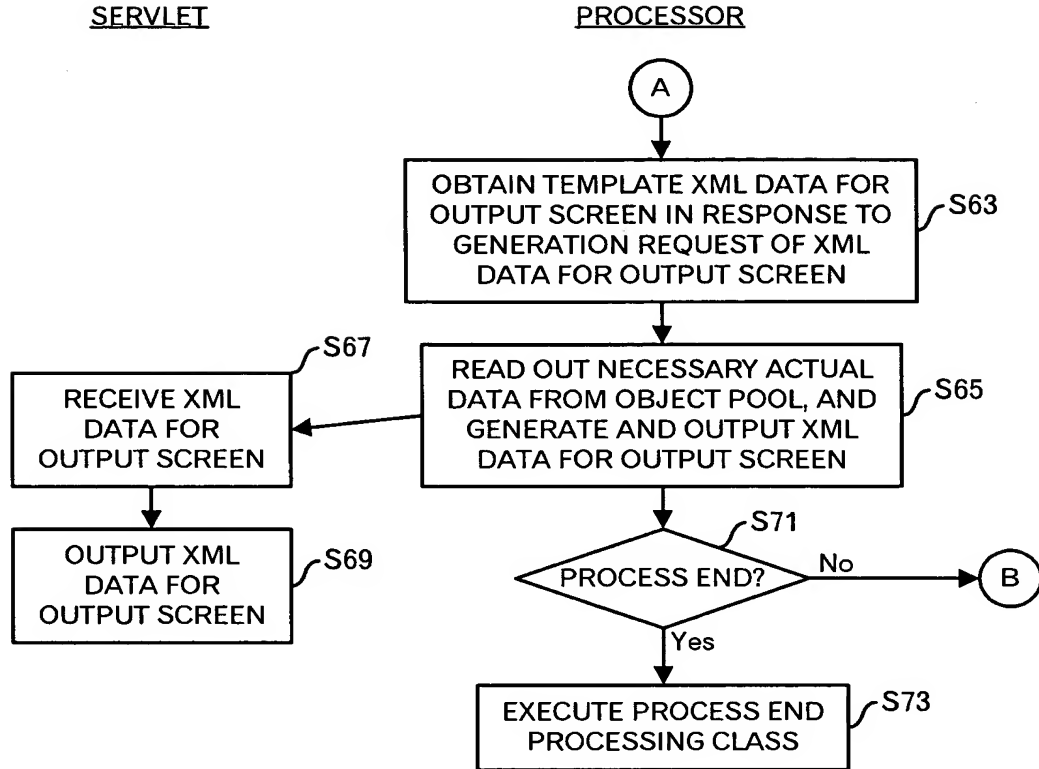 SERVLET
PROCESSOR
A
OBTAIN TEMPLATE XML DATA FOR
OUTPUT SCREEN IN RESPONSE TO
GENERATION REQUEST OF XML
DATA FOR OUTPUT SCREEN
S63
S67
RECEIVE XML
DATA FOR
OUTPUT SCREEN
READ OUT NECESSARY ACTUAL
DATA FROM OBJECT POOL, AND
GENERATE AND OUTPUT XML
DATA FOR OUTPUT SCREEN
S65
OUTPUT XML
DATA FOR
OUTPUT SCREEN
S69
S71
PROCESS END?
No
B
Yes
EXECUTE PROCESS END
PROCESSING CLASS
S73